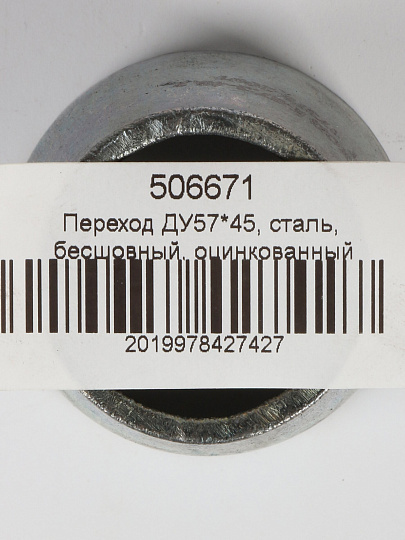 506671
Переход ДУ57*45, сталь,
бесшовный, оцинкованный
2019978427427